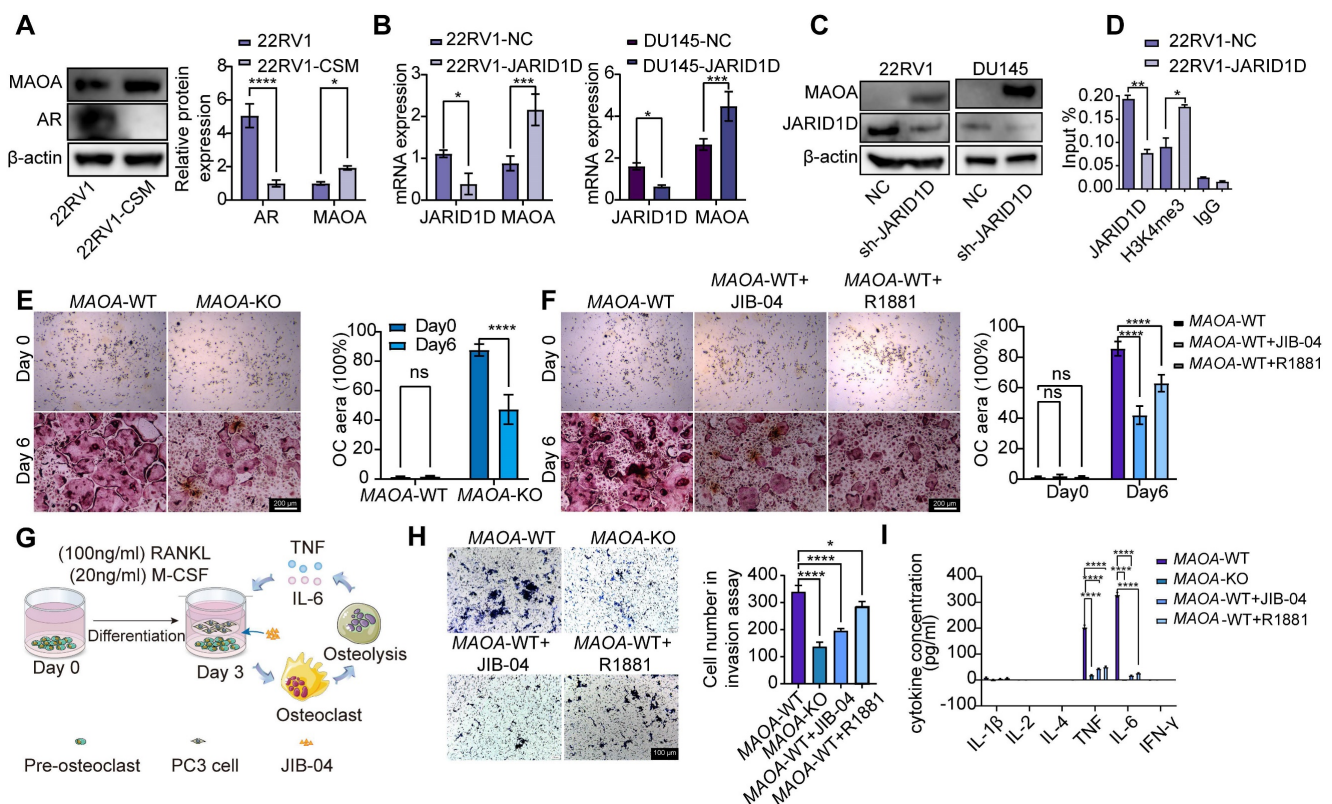 A
MAOA
AR
β-actin
22RV1
22RV1-CSM
22RV1
22RV1-CSM
Relative protein
expression
8
6
4
2
0
****
*
AR
MAOA
B
22RV1-NC
22RV1-JARID1D
mRNA expression
3
2
1
0
*
***
JARID1D
MAOA
DU145-NC
DU145-JARID1D
mRNA expression
6
4
2
0
*
***
JARID1D
MAOA
C
22RV1
DU145
MAOA
JARID1D
β-actin
NC
sh-JARID1D
NC
sh-JARID1D
D
22RV1-NC
22RV1-JARID1D
Input %
0.20
0.15
0.10
0.05
0.00
**
*
JARID1D
H3K4me3
IgG
E
MAOA-WT
MAOA-KO
Day 0
Day 6
200 µm
Day0
Day6
OC aera (100%)
100
80
60
40
20
0
ns
****
MAOA-WT
MAOA-KO
F
MAOA-WT
MAOA-WT+
JIB-04
MAOA-WT+
R1881
Day 0
Day 6
200 µm
OC aera (100%)
100
80
60
40
20
0
ns
ns
****
****
Day0
Day6
MAOA-WT
MAOA-WT+JIB-04
MAOA-WT+R1881
G
(100ng/ml) RANKL
(20ng/ml) M-CSF
TNF
IL-6
Differentiation
Day 0
Day 3
Osteolysis
Osteoclast
Pre-osteoclast
PC3 cell
JIB-04
H
MAOA-WT
MAOA-KO
MAOA-WT+
JIB-04
MAOA-WT+
R1881
100 µm
Cell number in
invasion assay
400
300
200
100
0
*
****
****
MAOA-WT
MAOA-KO
MAOA-WT+JIB-04
MAOA-WT+R1881
I
cytokine concentration
(pg/ml)
300
200
100
0
-100
****
****
****
****
****
****
IL-1β
IL-2
IL-4
TNF
IL-6
IFN-γ
MAOA-WT
MAOA-KO
MAOA-WT+JIB-04
MAOA-WT+R1881